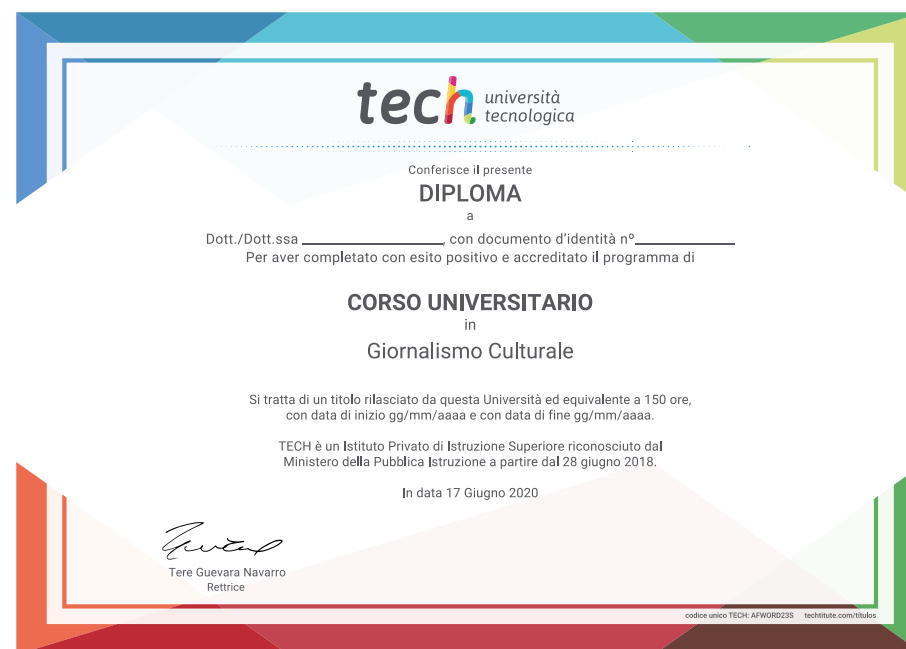 tech università
tecnologica
Conferisce il presente
DIPLOMA
a
Dott./Dott.ssa ____________________, con documento d'identità nº______________
Per aver completato con esito positivo e accreditato il programma di
CORSO UNIVERSITARIO
in
Giornalismo Culturale
Si tratta di un titolo rilasciato da questa Università ed equivalente a 150 ore,
con data di inizio gg/mm/aaaa e con data di fine gg/mm/aaaa.
TECH è un Istituto Privato di Istruzione Superiore riconosciuto dal
Ministero della Pubblica Istruzione a partire dal 28 giugno 2018.
In data 17 Giugno 2020
Tere Guevara Navarro
Rettrice
codice unico TECH: AFWORD23S techtitute.com/títulos